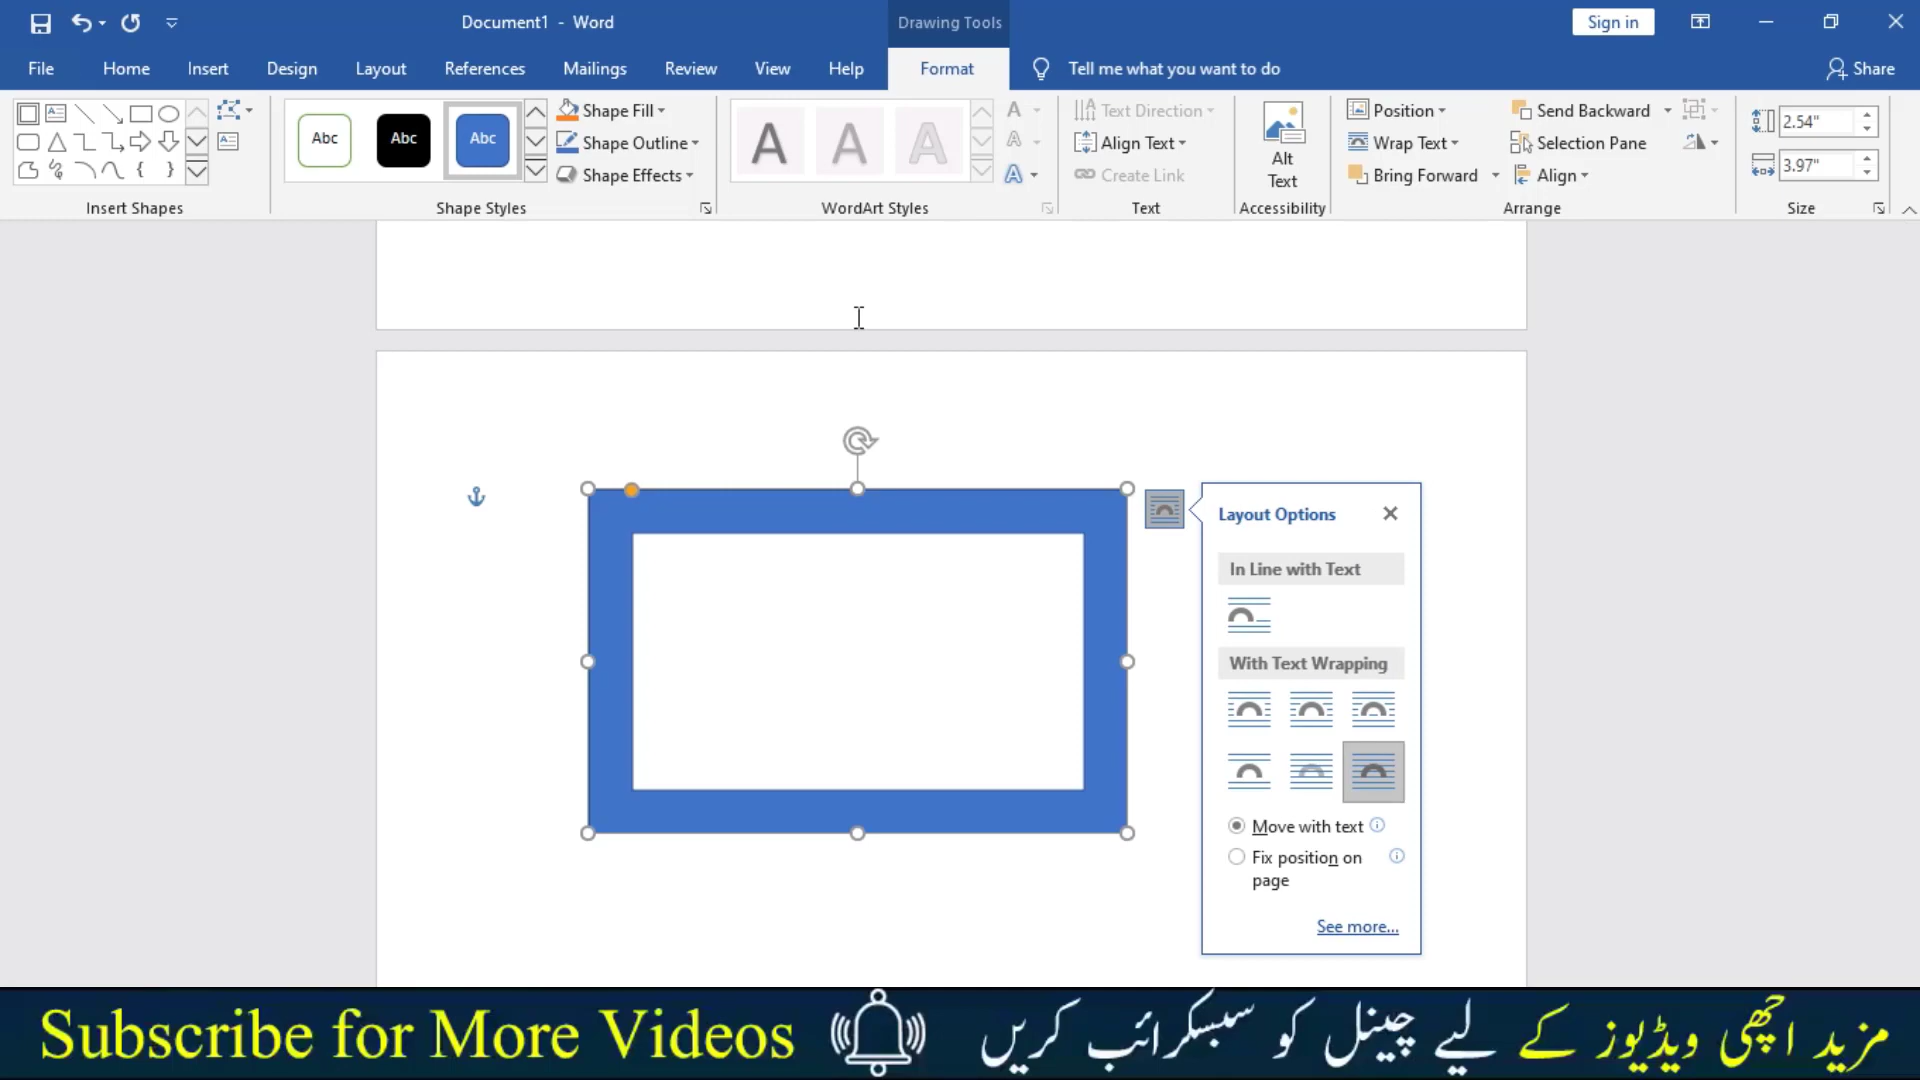 Document1 - Word
Drawing Tools
Sign in
File
Home
Insert
Design
Layout
References
Mailings
Review
View
Help
Format
Tell me what you want to do
Share
Abc
Abc
Abc
Shape Fill
Shape Outline
Shape Effects
A
A
A
A
A
A
Text Direction
Align Text
Create Link
Alt
Text
Position
Wrap Text
Bring Forward
Send Backward
Selection Pane
Align
2.54"
3.97"
Insert Shapes
Shape Styles
WordArt Styles
Text
Accessibility
Arrange
Size
Layout Options
In Line with Text
With Text Wrapping
Move with text
Fix position on
page
See more...
Subscribe for More Videos
مزید اچھی ویڈیوز کے لیے چینل کو سبسکرائب کریں